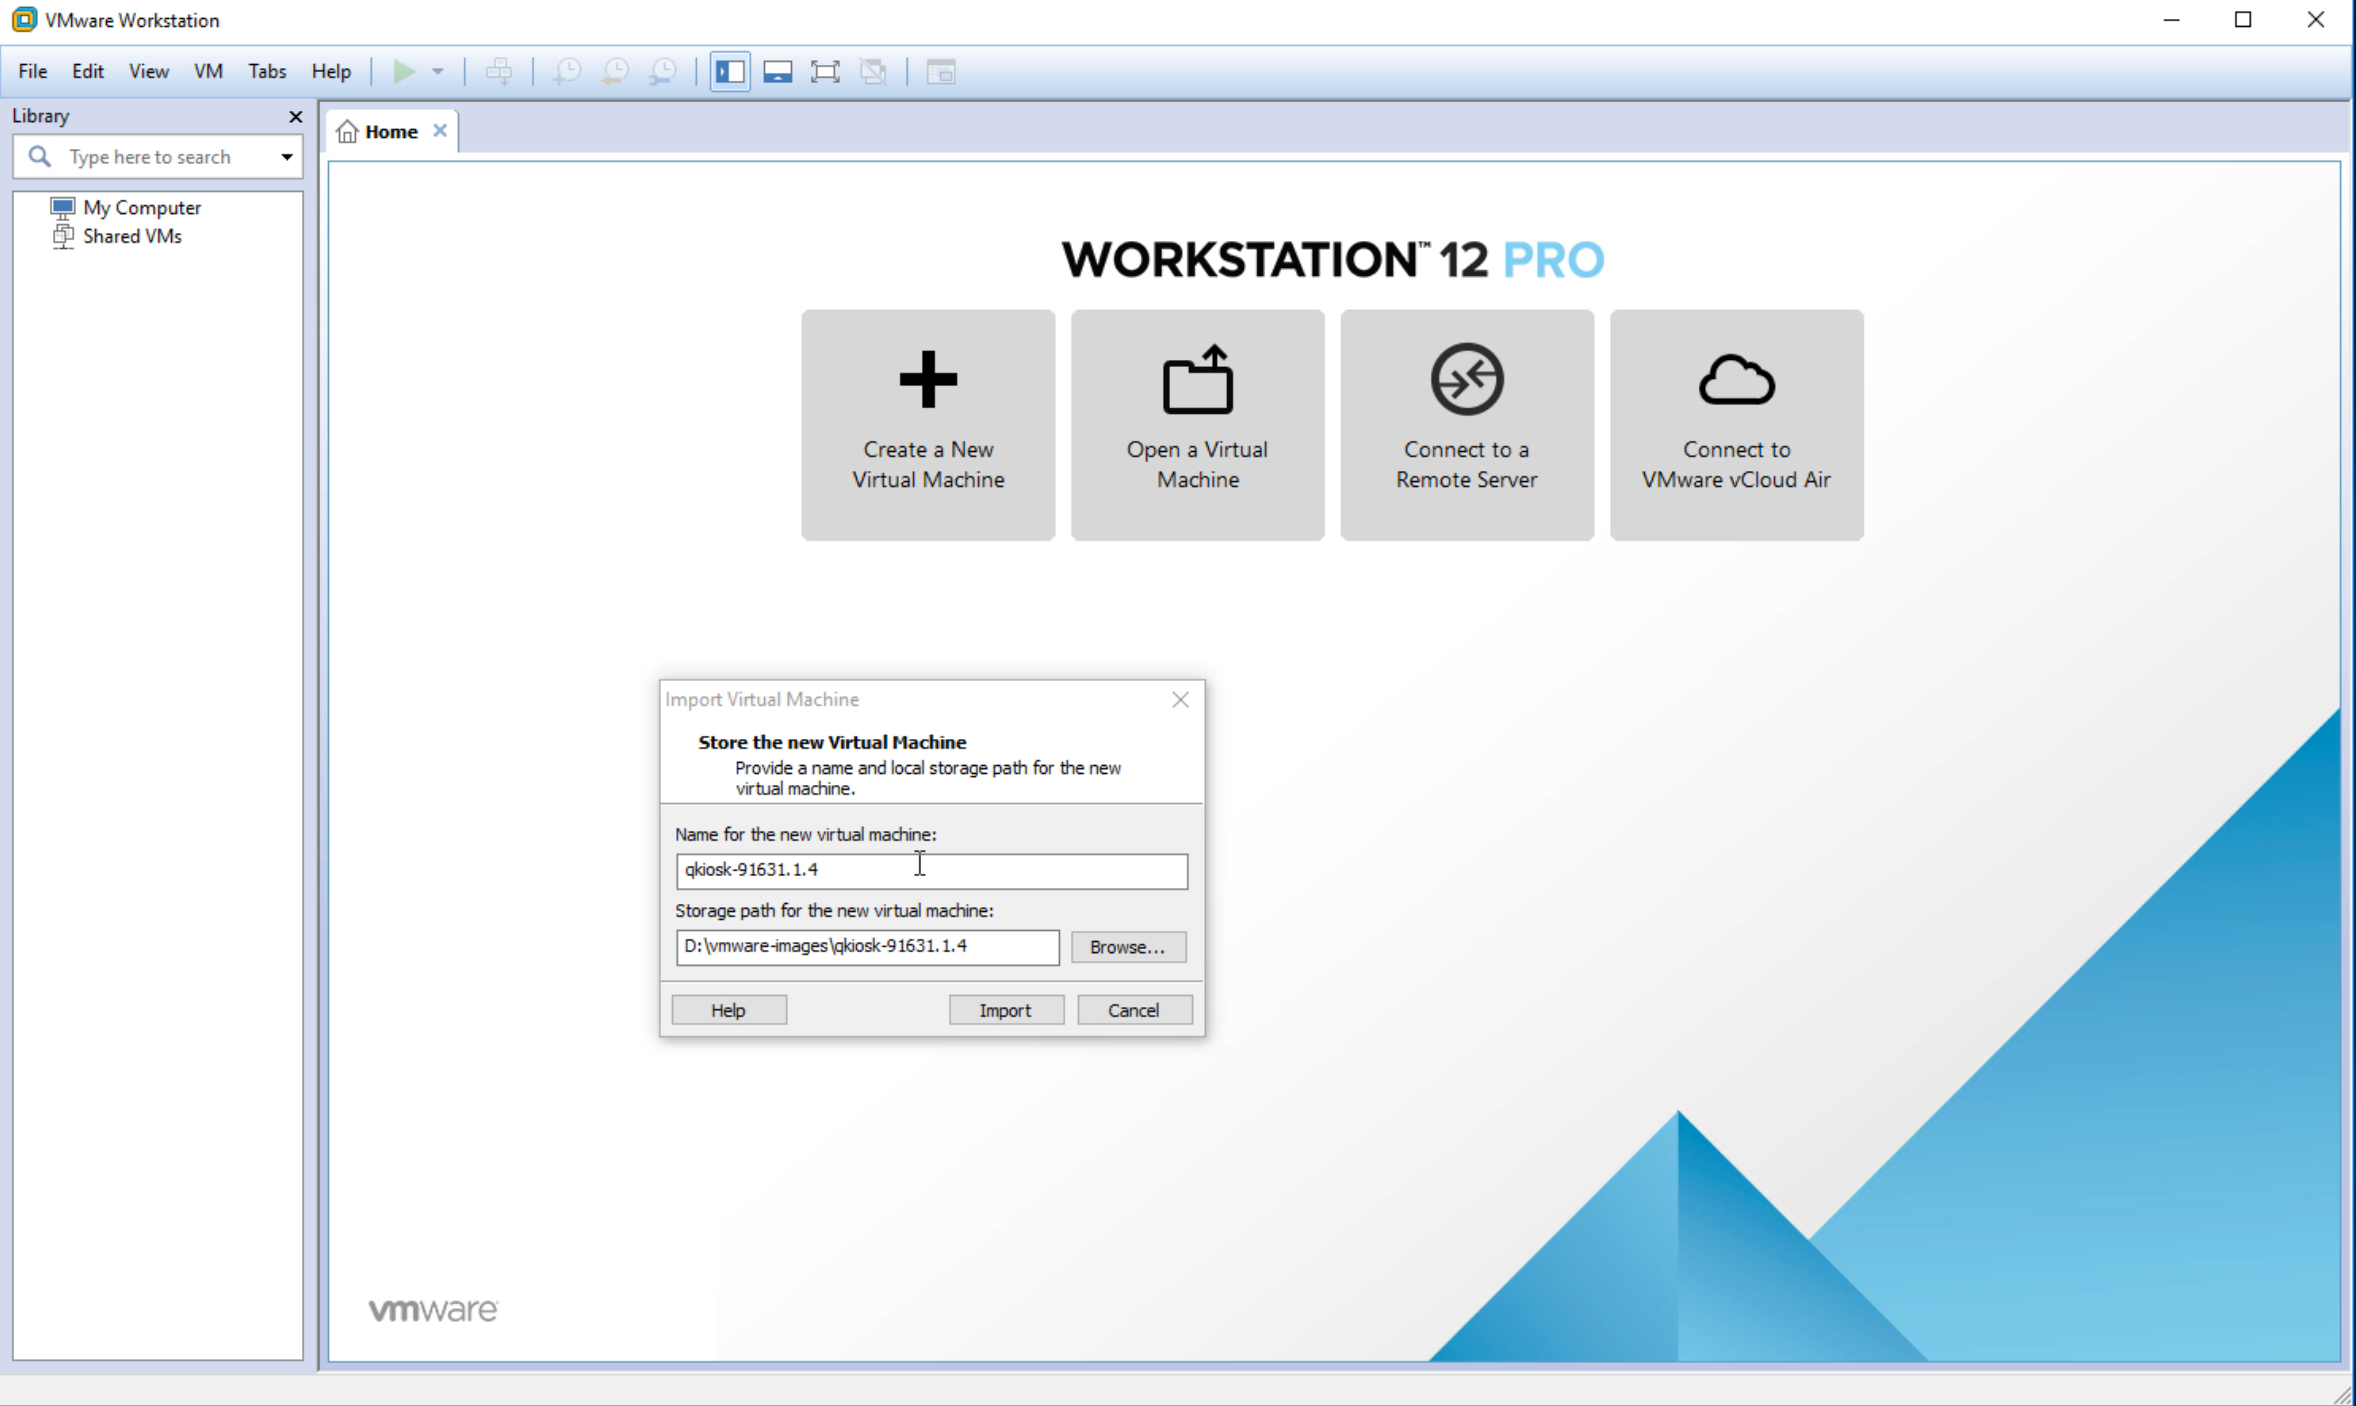 VMware Workstation
File Edit View VM Tabs Help
Library
Type here to search
Home
My Computer
Shared VMs
WORKSTATION™ 12 PRO
Create a New
Virtual Machine
Open a Virtual
Machine
Connect to a
Remote Server
Connect to
VMware vCloud Air
Import Virtual Machine
Store the new Virtual Machine
Provide a name and local storage path for the new
virtual machine.
Name for the new virtual machine:
qkiosk-91631.1.4
Storage path for the new virtual machine:
D:\vmware-images\qkiosk-91631.1.4
Browse...
Help
Import
Cancel
vmware